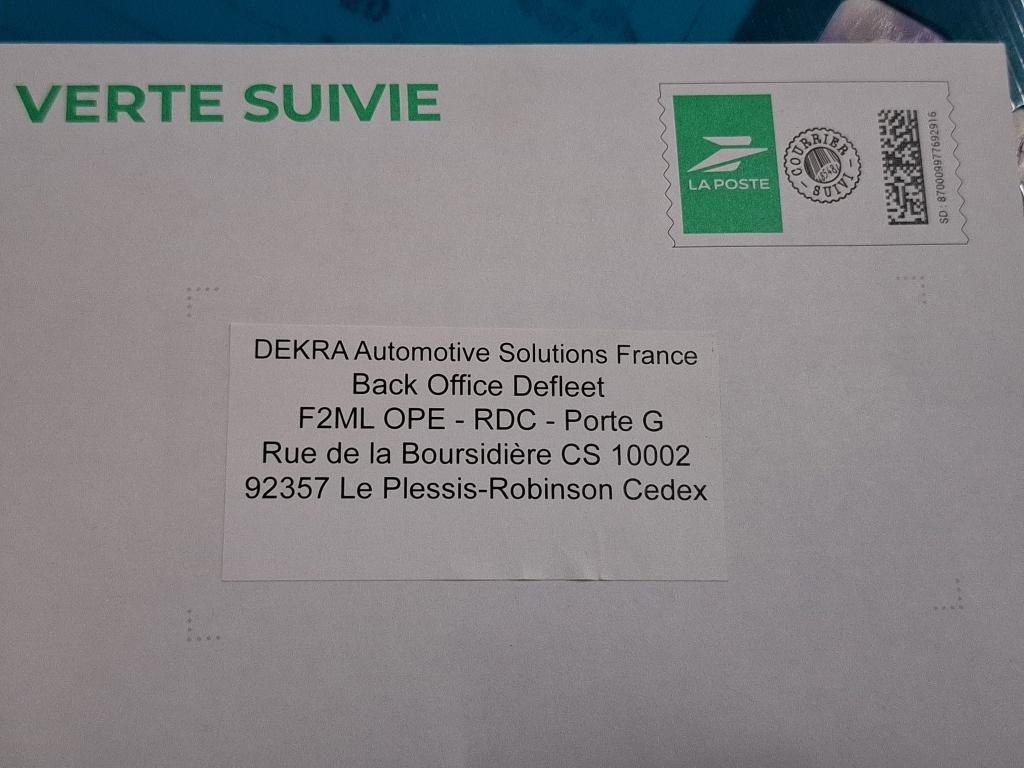 VERTE SUIVIE
LA POSTE
COURRIER
SUIVI
SD : 870009977692916
DEKRA Automotive Solutions France
Back Office Defleet
F2ML OPE - RDC - Porte G
Rue de la Boursidière CS 10002
92357 Le Plessis-Robinson Cedex